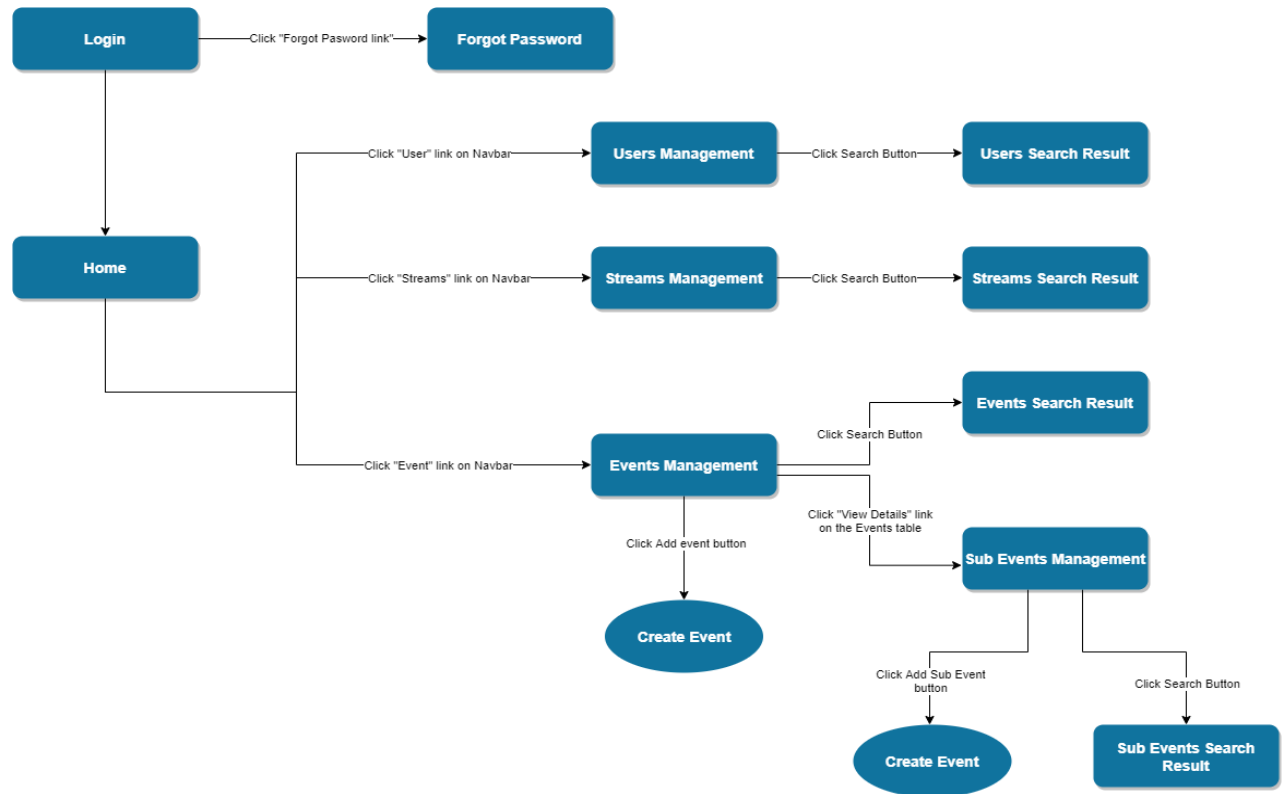 Login
Click "Forgot Pasword link"
Forgot Password
Click "User" link on Navbar
Users Management
Click Search Button
Users Search Result
Home
Click "Streams" link on Navbar
Streams Management
Click Search Button
Streams Search Result
Events Search Result
Click Search Button
Click "Event" link on Navbar
Events Management
Click "View Details" link
on the Events table
Click Add event button
Sub Events Management
Create Event
Click Add Sub Event
button
Click Search Button
Create Event
Sub Events Search
Result